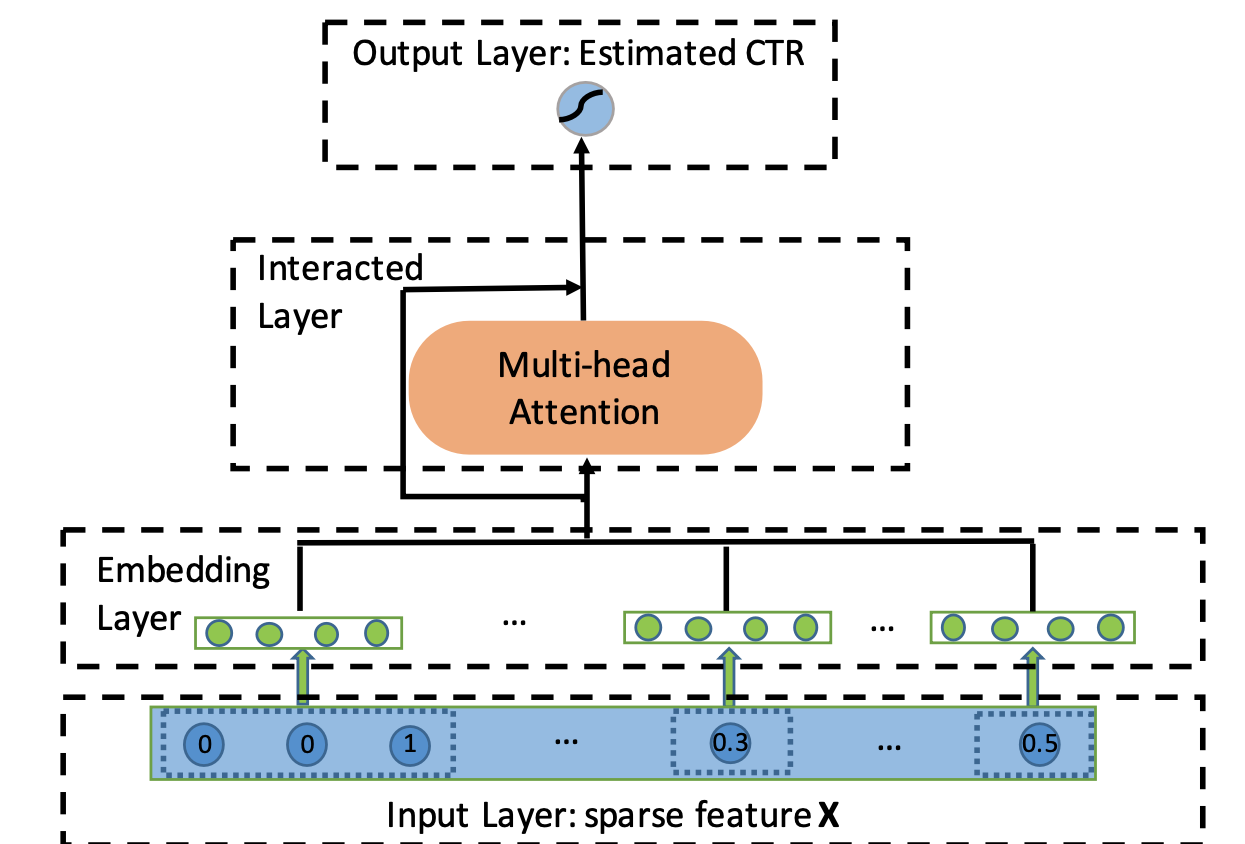 Output Layer: Estimated CTR
Interacted
Layer
Multi-head
Attention
Embedding
Layer
... ...
0 0 1 ... 0.3 ... 0.5
Input Layer: sparse feature X